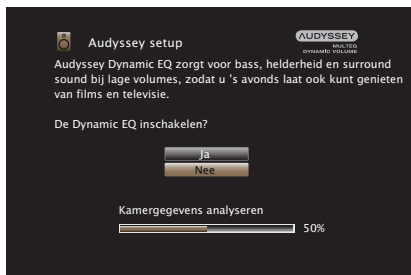 Audyssey setup
AUDYSSEY
MULTEQ
DYNAMIC VOLUME
Audyssey Dynamic EQ zorgt voor bass, helderheid en surround
sound bij lage volumes, zodat u 's avonds laat ook kunt genieten
van films en televisie.
De Dynamic EQ inschakelen?
Ja
Nee
Kamergegevens analyseren
50%